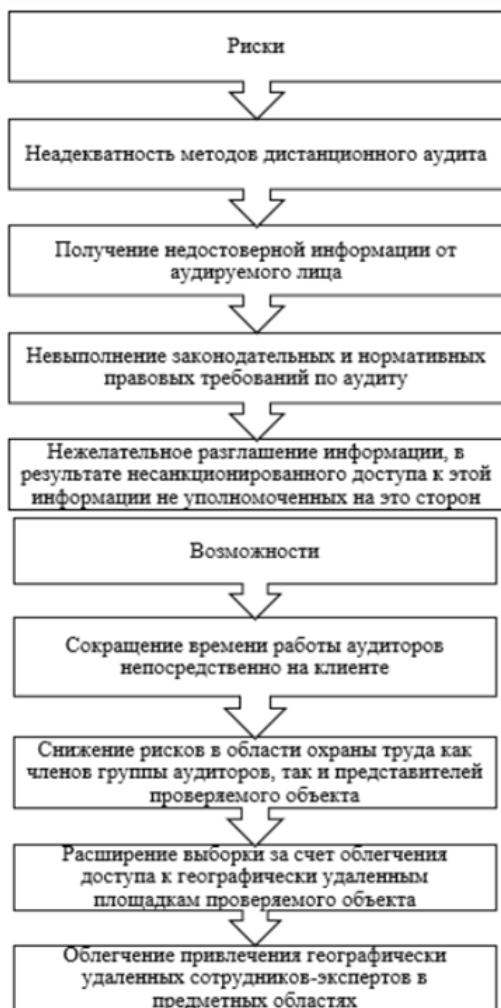 Риски
Неадекватность методов дистанционного аудита
Получение недостоверной информации от
аудируемого лица
Невыполнение законодательных и нормативных
правовых требований по аудиту
Нежелательное разглашение информации, в
результате несанкционированного доступа к этой
информации не уполномоченных на это сторон
Возможности
Сокращение времени работы аудиторов
непосредственно на клиенте
Снижение рисков в области охраны труда как
членов группы аудиторов, так и представителей
проверяемого объекта
Расширение выборки за счет облегчения
доступа к географически удаленным
площадкам проверяемого объекта
Облегчение привлечения географически
удаленных сотрудников-экспертов в
предметных областях